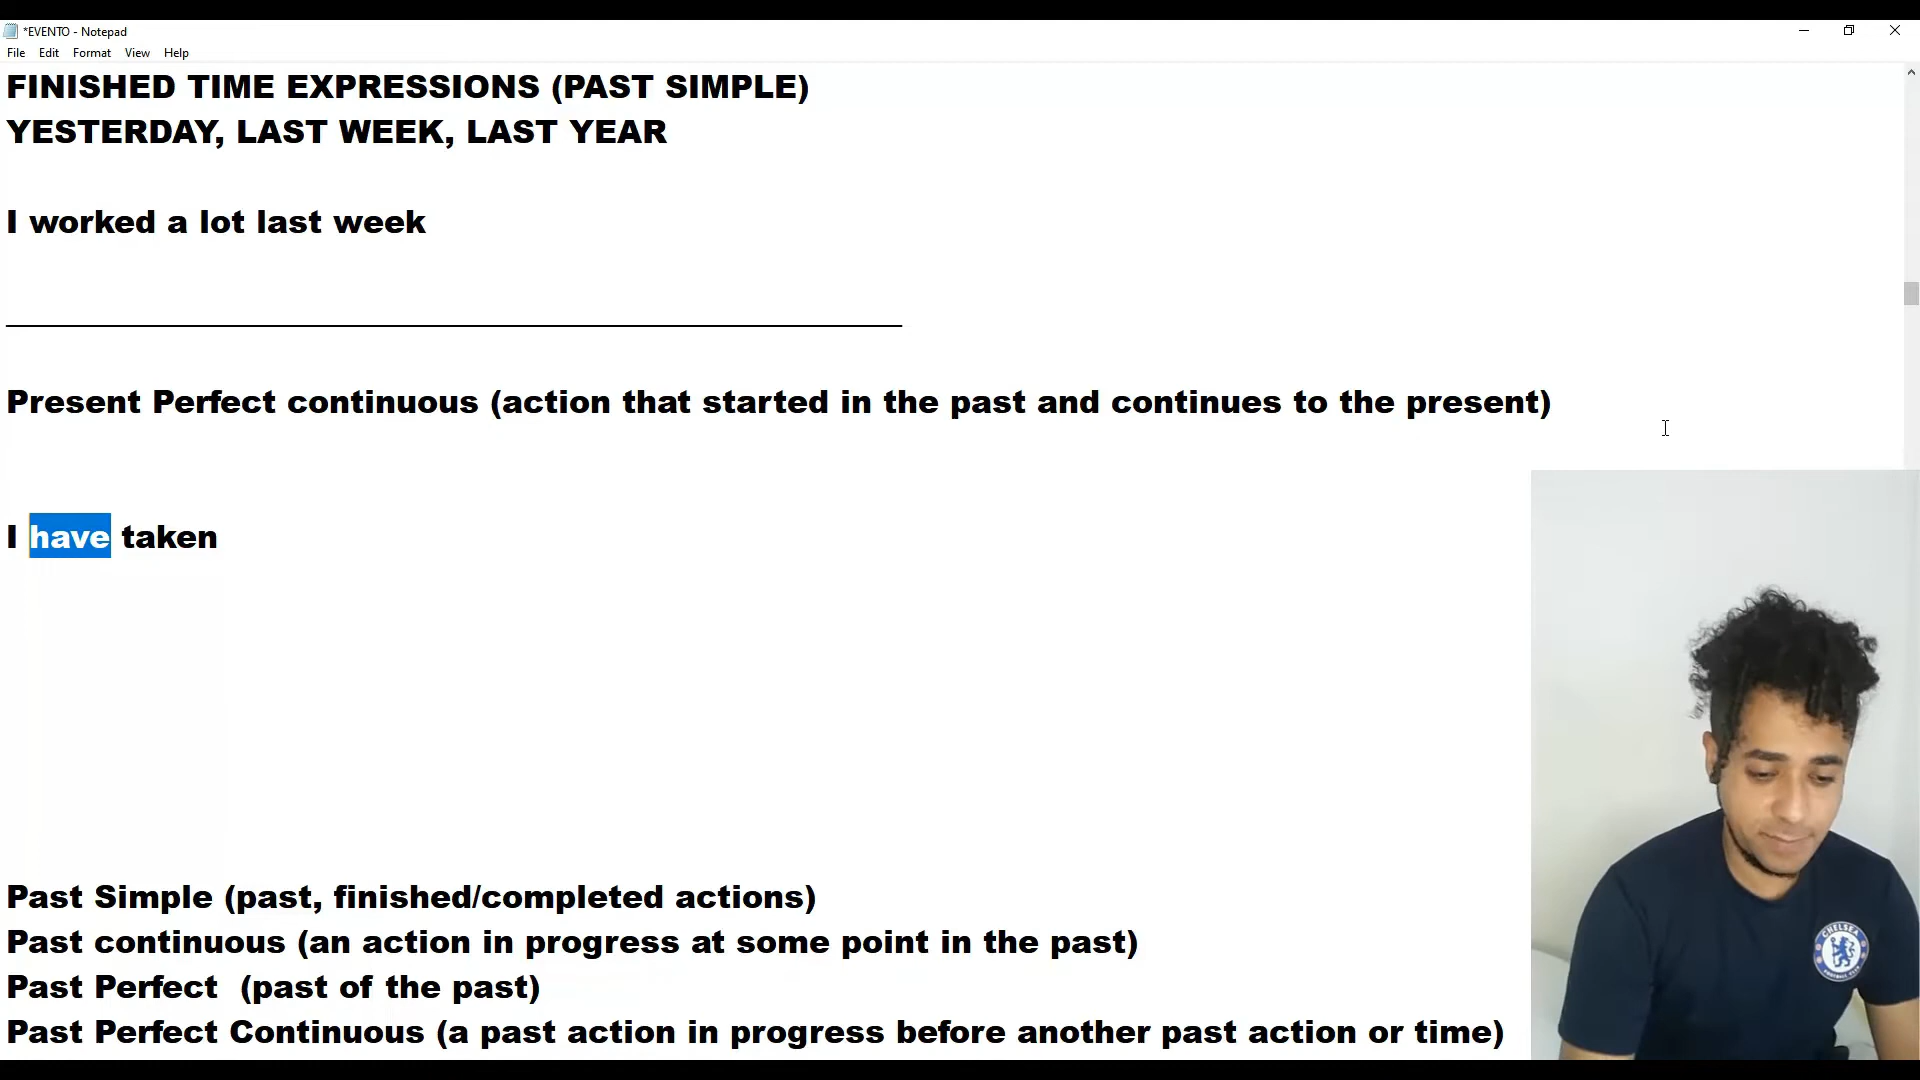 *EVENTO - Notepad
File Edit Format View Help
FINISHED TIME EXPRESSIONS (PAST SIMPLE)
YESTERDAY, LAST WEEK, LAST YEAR
I worked a lot last week
Present Perfect continuous (action that started in the past and continues to the present)
I have taken
Past Simple (past, finished/completed actions)
Past continuous (an action in progress at some point in the past)
Past Perfect  (past of the past)
Past Perfect Continuous (a past action in progress before another past action or time)
CHELSEA
FOOTBALL CLUB